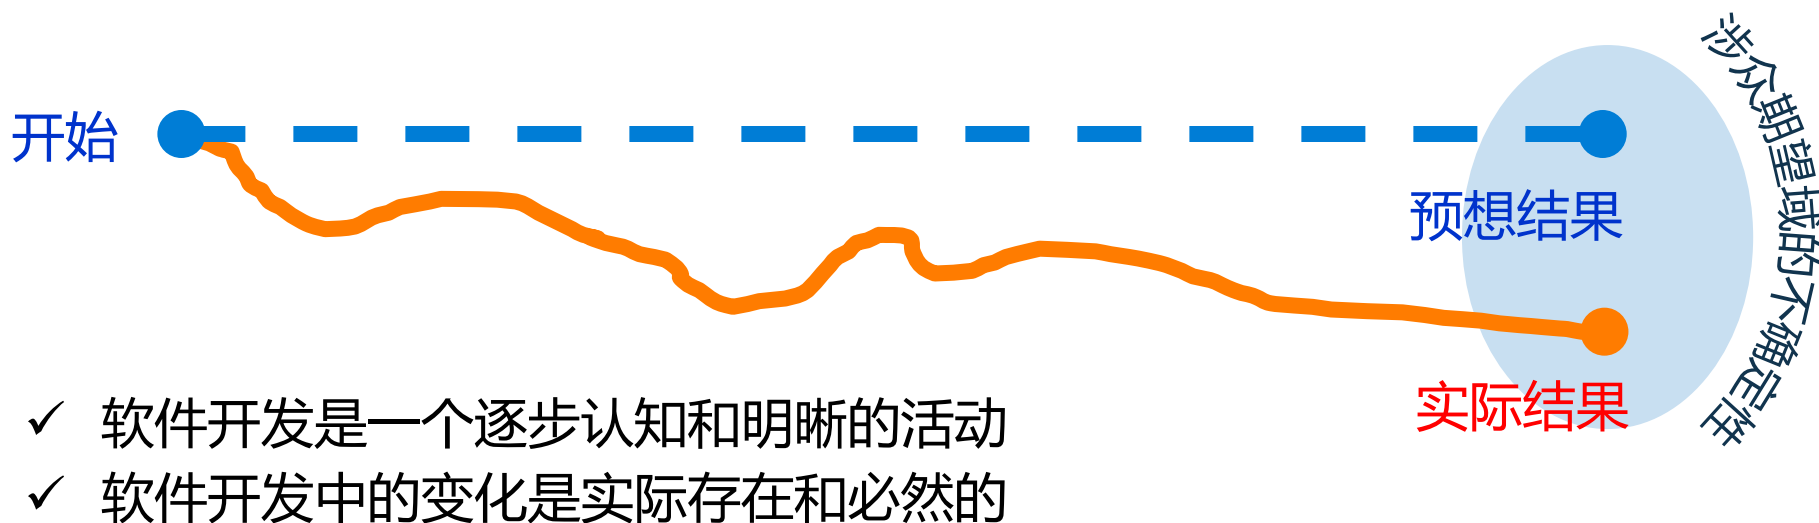 涉众期望域的不确定性
开始
预想结果
实际结果
✓ 软件开发是一个逐步认知和明晰的活动
✓ 软件开发中的变化是实际存在和必然的